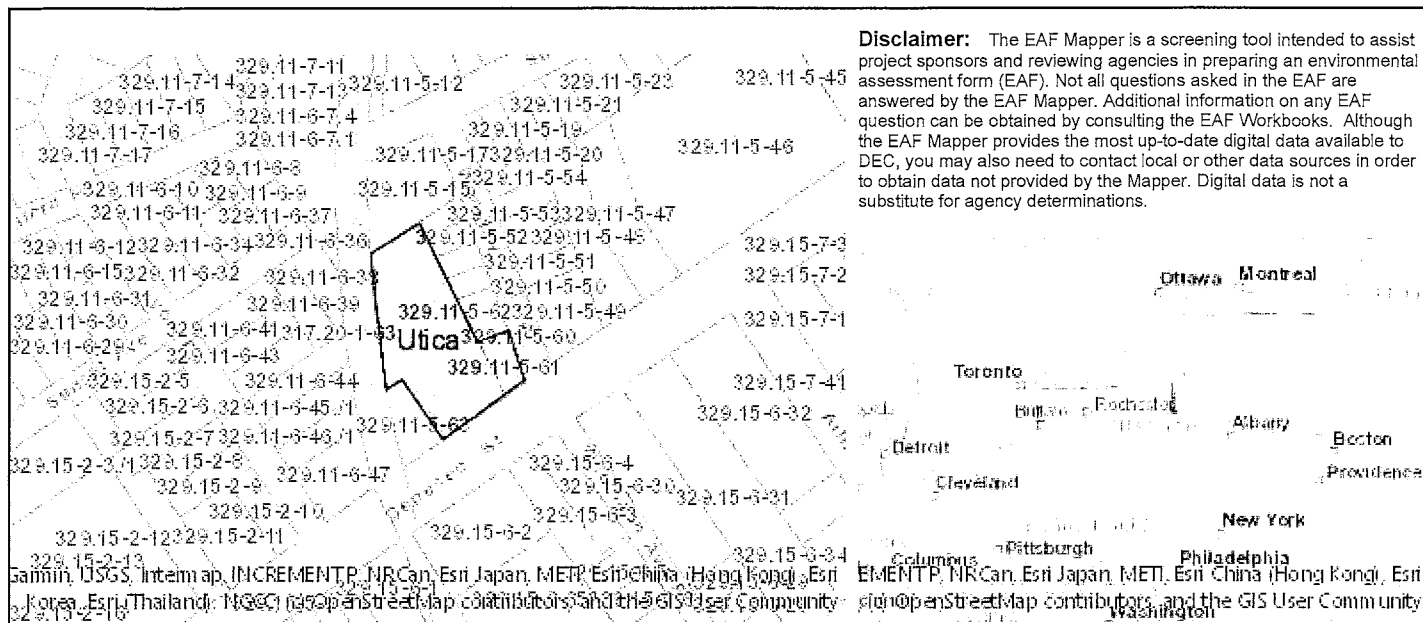 Disclaimer: The EAF Mapper is a screening tool intended to assist
project sponsors and reviewing agencies in preparing an environmental
assessment form (EAF). Not all questions asked in the EAF are
answered by the EAF Mapper. Additional information on any EAF
question can be obtained by consulting the EAF Workbooks. Although
the EAF Mapper provides the most up-to-date digital data available to
DEC, you may also need to contact local or other data sources in order
to obtain data not provided by the Mapper. Digital data is not a
substitute for agency determinations.
329.11-7-11
329.11-7-14 329.11-7-13 329.11-5-12 329.11-5-23 329.11-5-45
329.11-7-15 329.11-6-7.4 329.11-5-21
329.11-7-16 329.11-6-7.1 329.11-5-19
329.11-7-17 329.11-5-17 329.11-5-20 329.11-5-46
329.11-6-8 329.11-5-54
329.11-6-10 329.11-6-9 329.11-5-15
329.11-6-11 329.11-6-37 329.11-5-53 329.11-5-47
329.11-6-12 329.11-6-34 329.11-6-36 329.11-5-52 329.11-5-48 329.15-7-3
329.11-6-15 329.11-6-32 329.11-6-38 329.11-5-51 329.15-7-2
329.11-6-31 329.11-6-39 329.11-5-50
329.11-6-30 329.11-5-62 329.11-5-49 329.15-7-1
329.11-6-41 317.20-1-63 329.11-5-60
Utica
329.11-6-29 329.11-6-43
329.11-5-61
329.15-2-5 329.11-6-44 329.15-7-41
329.15-2-6 329.11-6-45./1 329.15-6-32
329.15-2-7 329.11-6-46./1 329.11-5-63
Genesee St
329.15-2-3./1 329.15-2-8 329.11-6-47 329.15-6-4
329.15-2-9 329.15-6-30 329.15-6-31
329.15-2-10 329.15-6-3
329.15-2-12 329.15-2-11 329.15-6-2
329.15-2-13 329.15-6-34
Garmin, USGS, Intermap, INCREMENT P, NRCan, Esri Japan, METI, Esri China (Hong Kong), Esri
Korea, Esri (Thailand), NGCC, (c) OpenStreetMap contributors, and the GIS User Community
329.15-2-16
Ottawa Montreal
Toronto
Rochester
Albany
Boston
Detroit
Providence
Cleveland
New York
Pittsburgh
Columbus
Philadelphia
EMENT P, NRCan, Esri Japan, METI, Esri China (Hong Kong), Esri
OpenStreetMap contributors, and the GIS User Community
Washington